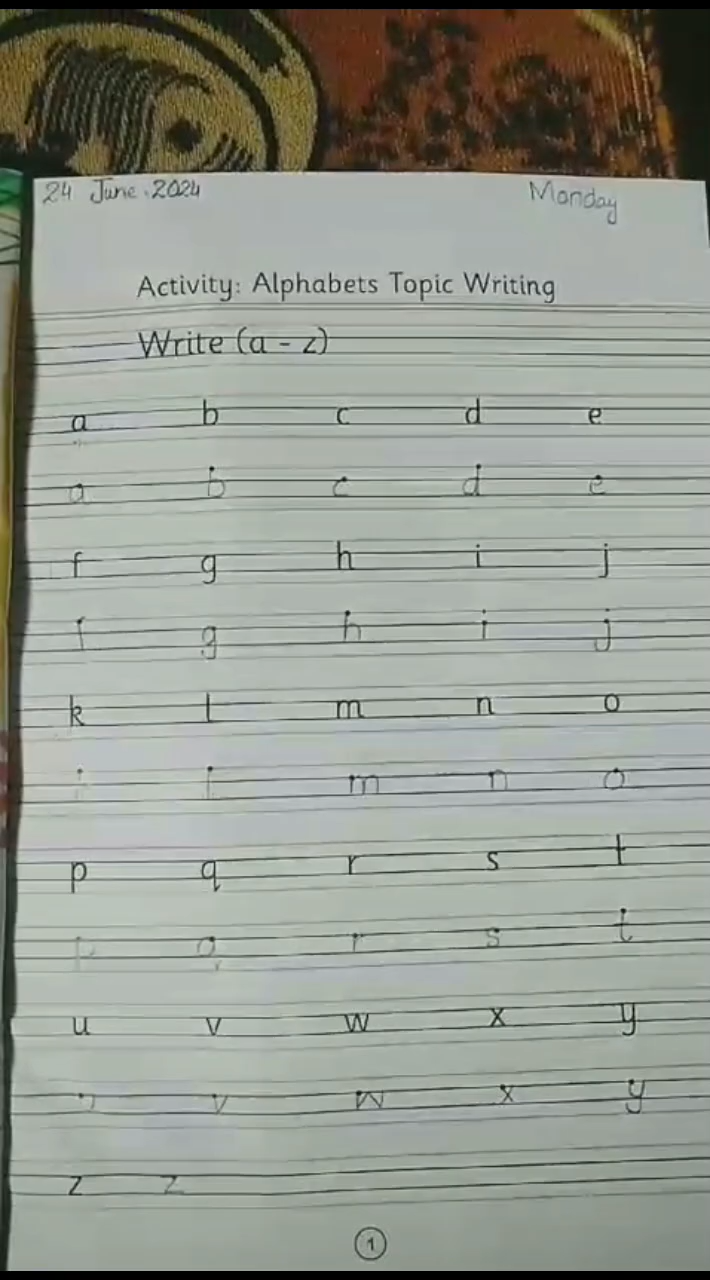 24 June 2024 Monday
Activity: Alphabets Topic Writing
Write (a - z)
a b c d e
a b c d e
f g h i j
f g h i j
k l m n o
l m n o
p q r s t
p q r s t
u v w x y
v w x y
z z
1